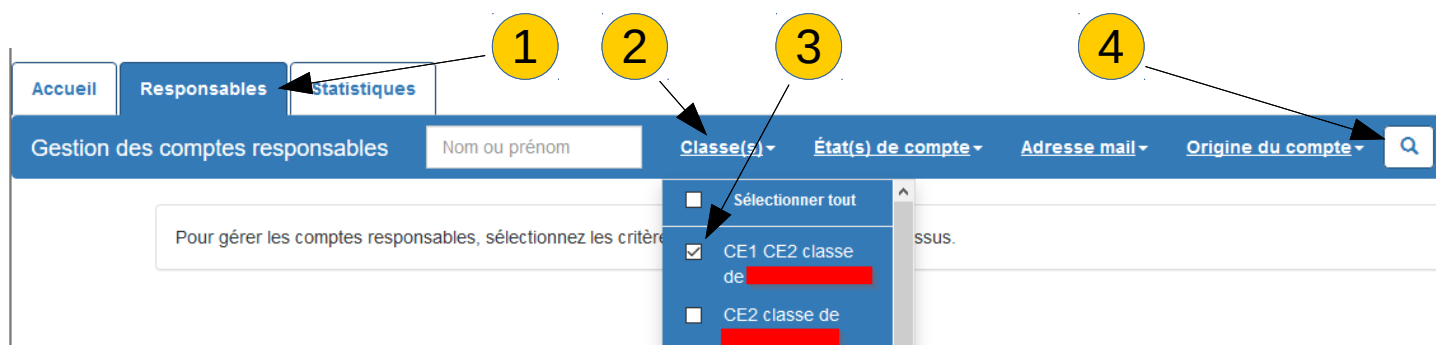 1 2 3 4
Accueil Responsables Statistiques
Gestion des comptes responsables Nom ou prénom Classe(s) État(s) de compte Adresse mail Origine du compte
Sélectionner tout
Pour gérer les comptes responsables, sélectionnez les critère ssus.
CE1 CE2 classe
de
CE2 classe de